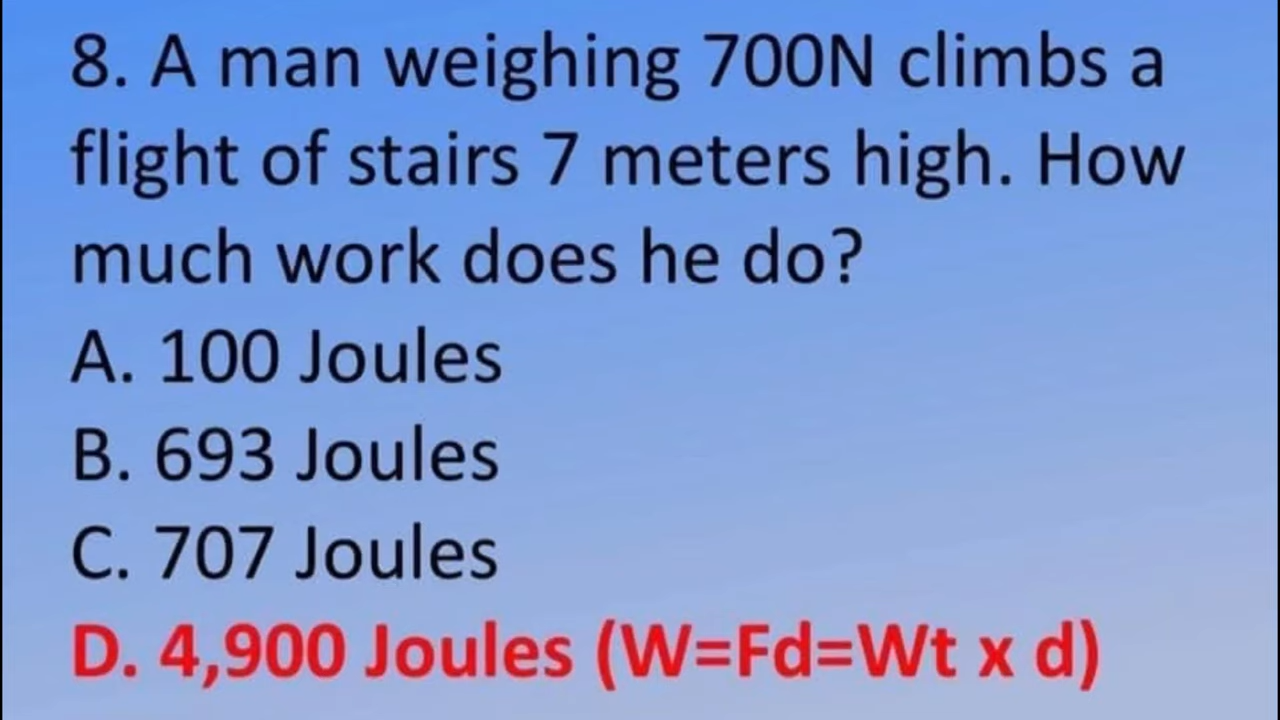 8. A man weighing 700N climbs a
flight of stairs 7 meters high. How
much work does he do?
A. 100 Joules
B. 693 Joules
C. 707 Joules
D. 4,900 Joules (W=Fd=Wt x d)